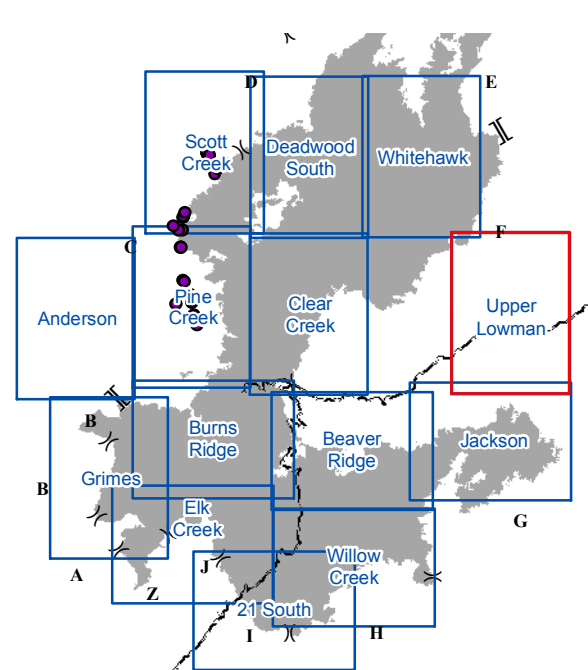 D
E
Scott
Creek
Deadwood
South
Whitehawk
C
F
Anderson
Pine
Creek
Clear
Creek
Upper
Lowman
B
Burns
Ridge
Beaver
Ridge
Jackson
B
Grimes
Elk
Creek
G
A
Z
J
Willow
Creek
21 South
I
H